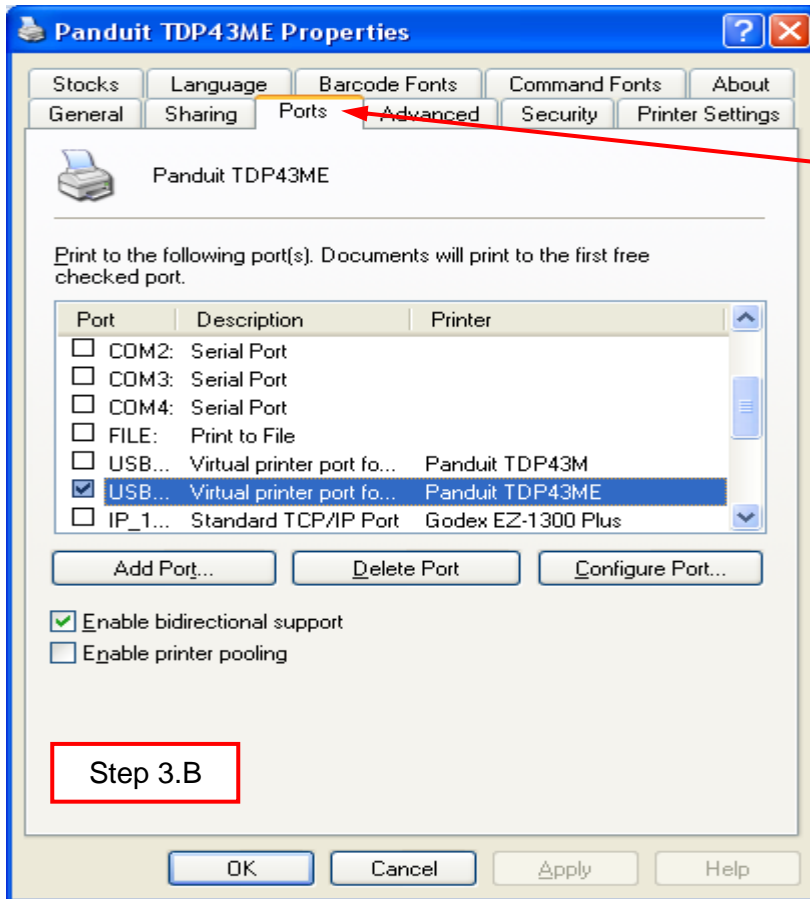 Panduit TDP43ME Properties
Stocks Language Barcode Fonts Command Fonts About
General Sharing Ports Advanced Security Printer Settings
Panduit TDP43ME
Print to the following port(s). Documents will print to the first free
checked port.
Port Description Printer
COM2: Serial Port
COM3: Serial Port
COM4: Serial Port
FILE: Print to File
USB... Virtual printer port fo... Panduit TDP43M
USB... Virtual printer port fo... Panduit TDP43ME
IP_1... Standard TCP/IP Port Godex EZ-1300 Plus
Add Port... Delete Port Configure Port...
Enable bidirectional support
Enable printer pooling
Step 3.B
OK Cancel Apply Help